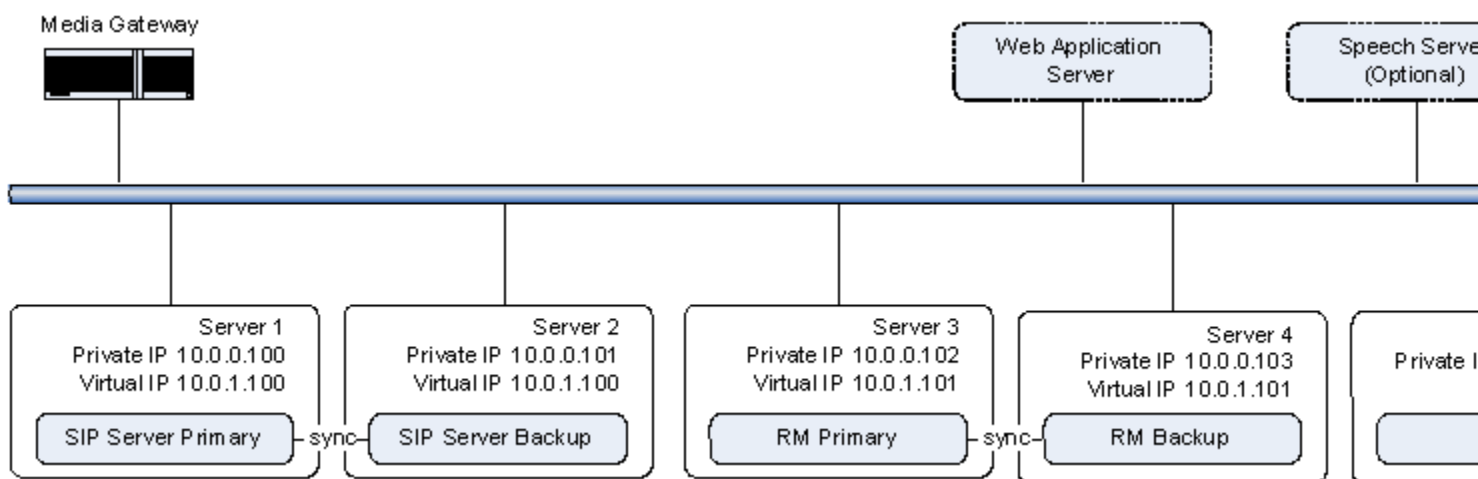 Media Gateway
Web Application
Server
Speech Serve
(Optional)
Server 1
Private IP 10.0.0.100
Virtual IP 10.0.1.100
SIP Server Primary
sync
Server 2
Private IP 10.0.0.101
Virtual IP 10.0.1.100
SIP Server Backup
Server 3
Private IP 10.0.0.102
Virtual IP 10.0.1.101
RM Primary
sync
Server 4
Private IP 10.0.0.103
Virtual IP 10.0.1.101
RM Backup
Private I